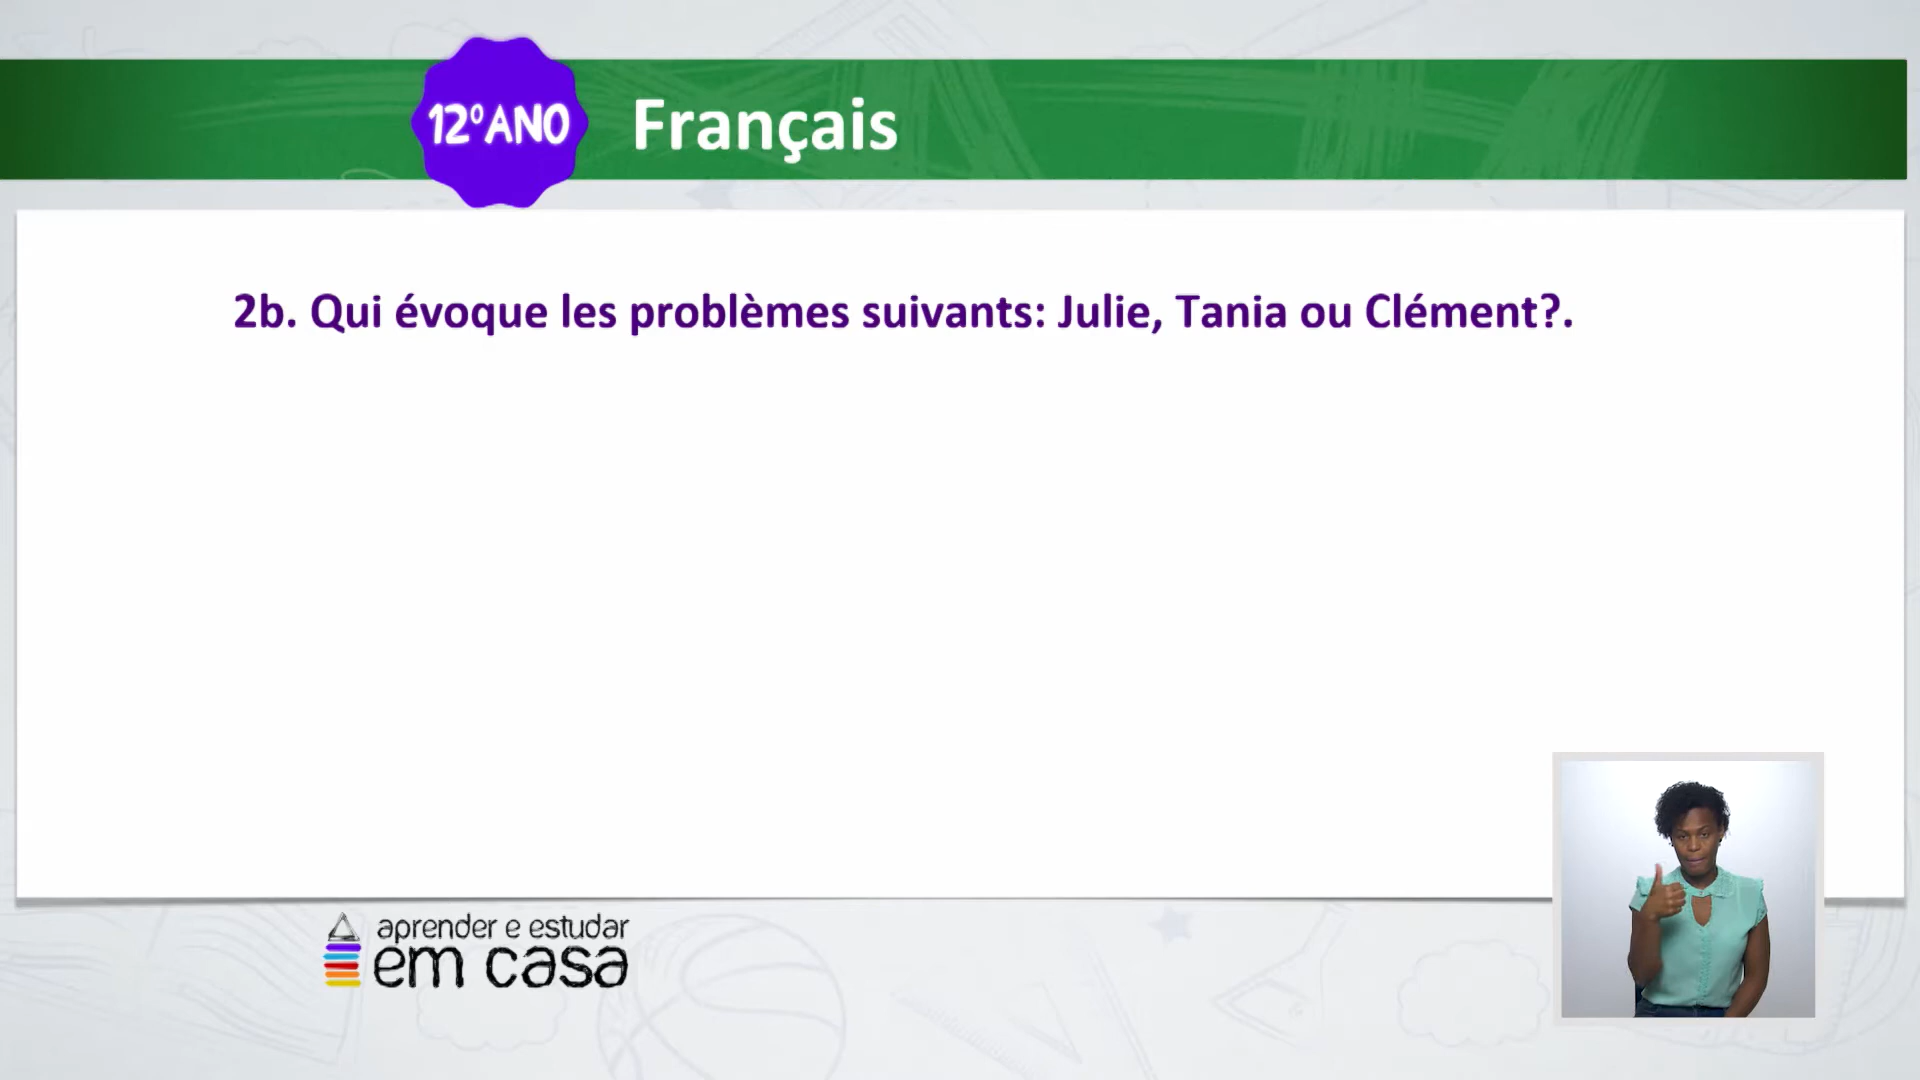 12ºANO
Français
2b. Qui évoque les problèmes suivants: Julie, Tania ou Clément?.
aprender e estudar
em casa